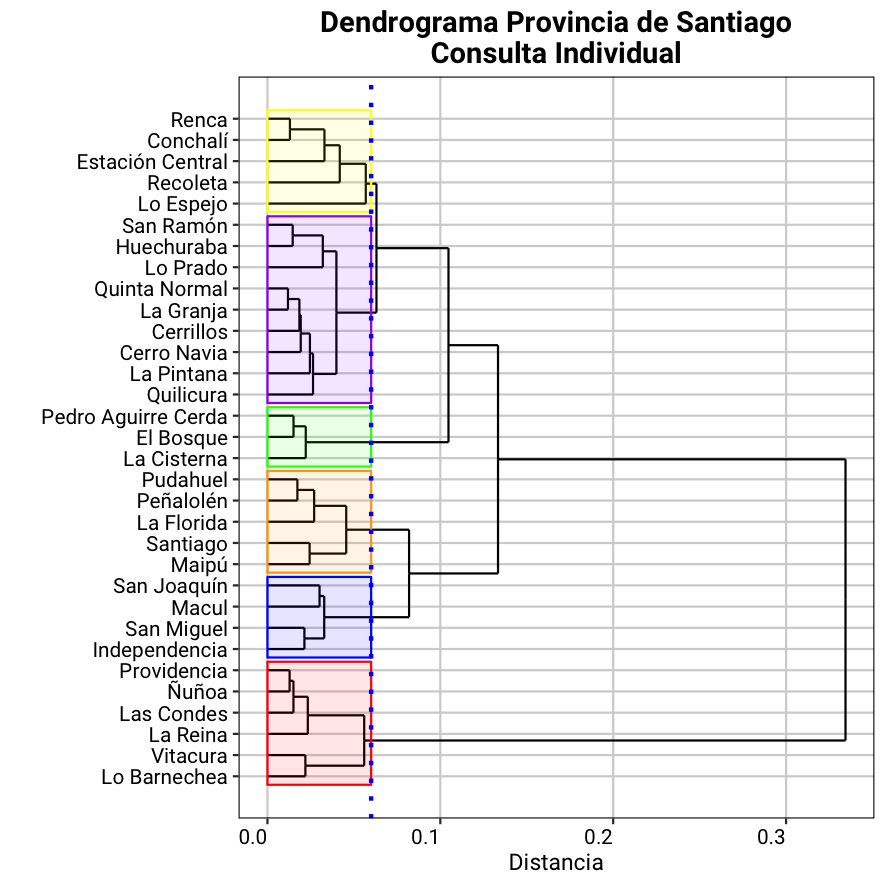 Dendrograma Provincia de Santiago
Consulta Individual
Renca
Conchalí
Estación Central
Recoleta
Lo Espejo
San Ramón
Huechuraba
Lo Prado
Quinta Normal
La Granja
Cerrillos
Cerro Navia
La Pintana
Quilicura
Pedro Aguirre Cerda
El Bosque
La Cisterna
Pudahuel
Peñalolén
La Florida
Santiago
Maipú
San Joaquín
Macul
San Miguel
Independencia
Providencia
Ñuñoa
Las Condes
La Reina
Vitacura
Lo Barnechea
0.0 0.1 0.2 0.3
Distancia